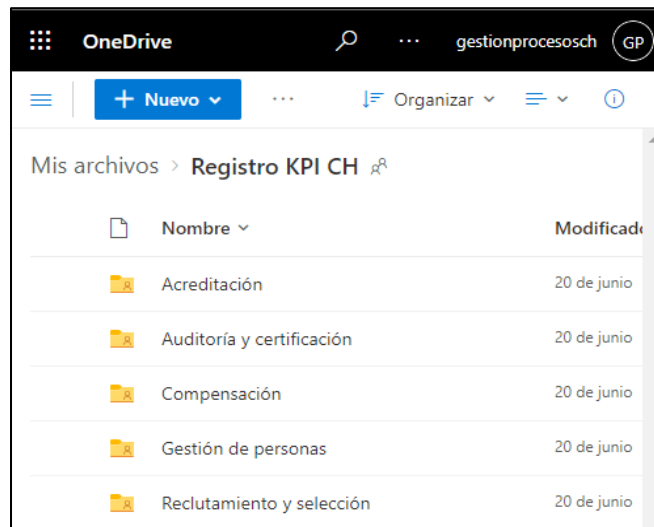 OneDrive ... gestionprocesosch GP
+ Nuevo ... Organizar
Mis archivos > Registro KPI CH
Nombre Modificado
Acreditación 20 de junio
Auditoría y certificación 20 de junio
Compensación 20 de junio
Gestión de personas 20 de junio
Reclutamiento y selección 20 de junio